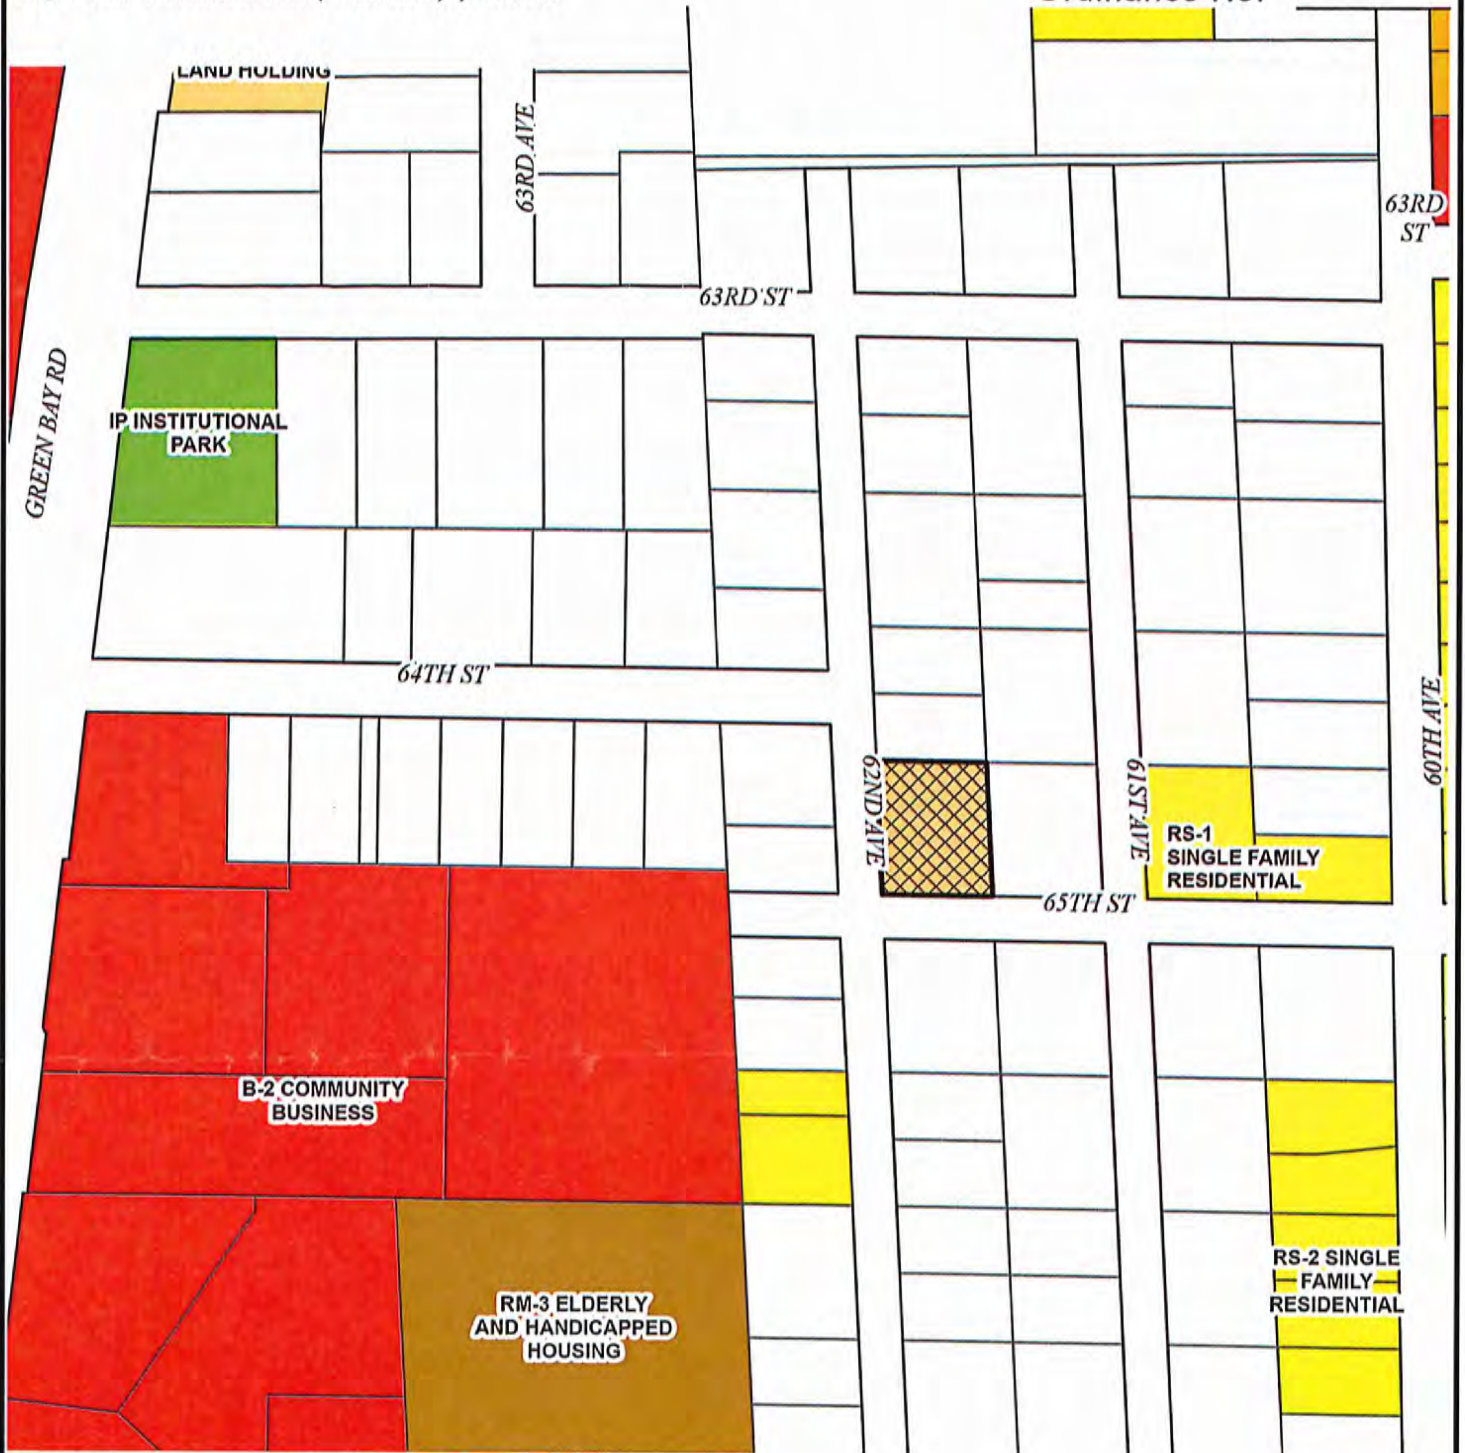 LAND HOLDING
63RD AVE
63RD
ST
63RD ST
GREEN BAY RD
IP INSTITUTIONAL
PARK
64TH ST
60TH AVE
62ND AVE
61ST AVE
RS-1
SINGLE FAMILY
RESIDENTIAL
65TH ST
B-2 COMMUNITY
BUSINESS
RS-2 SINGLE
FAMILY
RESIDENTIAL
RM-3 ELDERLY
AND HANDICAPPED
HOUSING